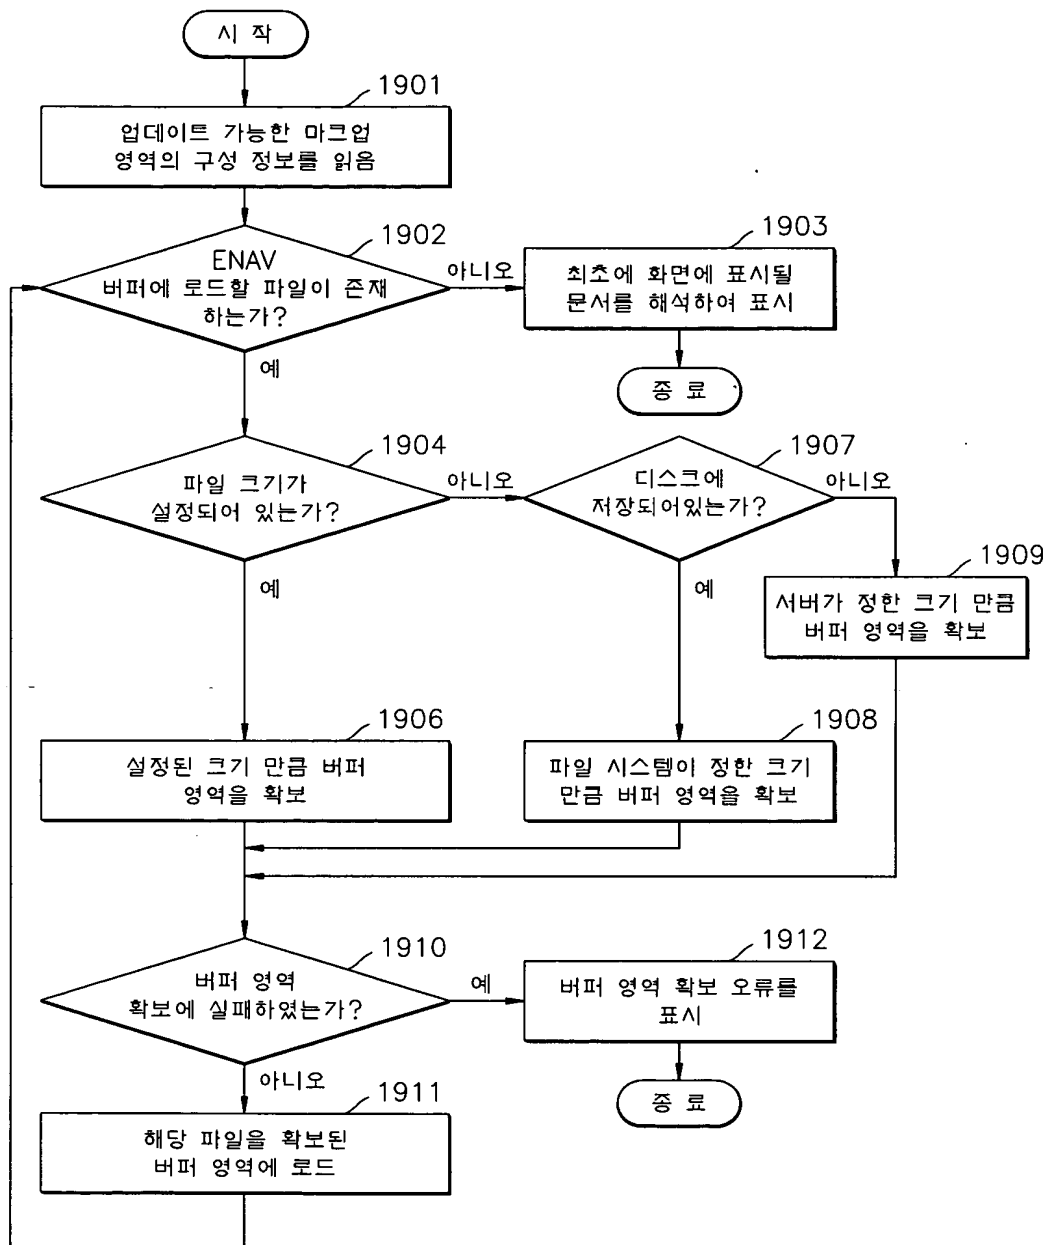 시 작
1901
업데이트 가능한 마크업
영역의 구성 정보를 읽음
1902
ENAV
버퍼에 로드할 파일이 존재
하는가?
아니오
예
1903
최초에 화면에 표시될
문서를 해석하여 표시
종 료
1904
파일 크기가
설정되어 있는가?
아니오
예
1907
디스크에
저장되어있는가?
아니오
예
1909
서버가 정한 크기 만큼
버퍼 영역을 확보
1906
설정된 크기 만큼 버퍼
영역을 확보
1908
파일 시스템이 정한 크기
만큼 버퍼 영역을 확보
1910
버퍼 영역
확보에 실패하였는가?
예
아니오
1912
버퍼 영역 확보 오류를
표시
종 료
1911
해당 파일을 확보된
버퍼 영역에 로드